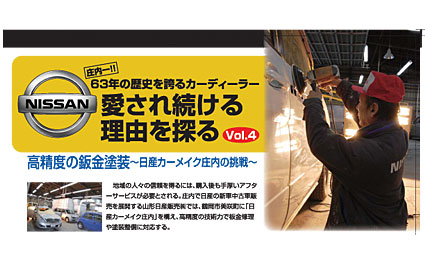 庄内一!!
63年の歴史を誇るカーディーラー
NISSAN
愛され続ける
理由を探る Vol.4
高精度の鈑金塗装〜日産カーメイク庄内の挑戦〜
地域の人々の信頼を得るには、購入後も手厚いアフタ
ーサービスが必要とされる。庄内で日産の新車中古車販
売を展開する山形日産販売㈱では、鶴岡市美咲町に「日
産カーメイク庄内」を構え、高精度の技術力で板金修理
や塗装整備に対応する。